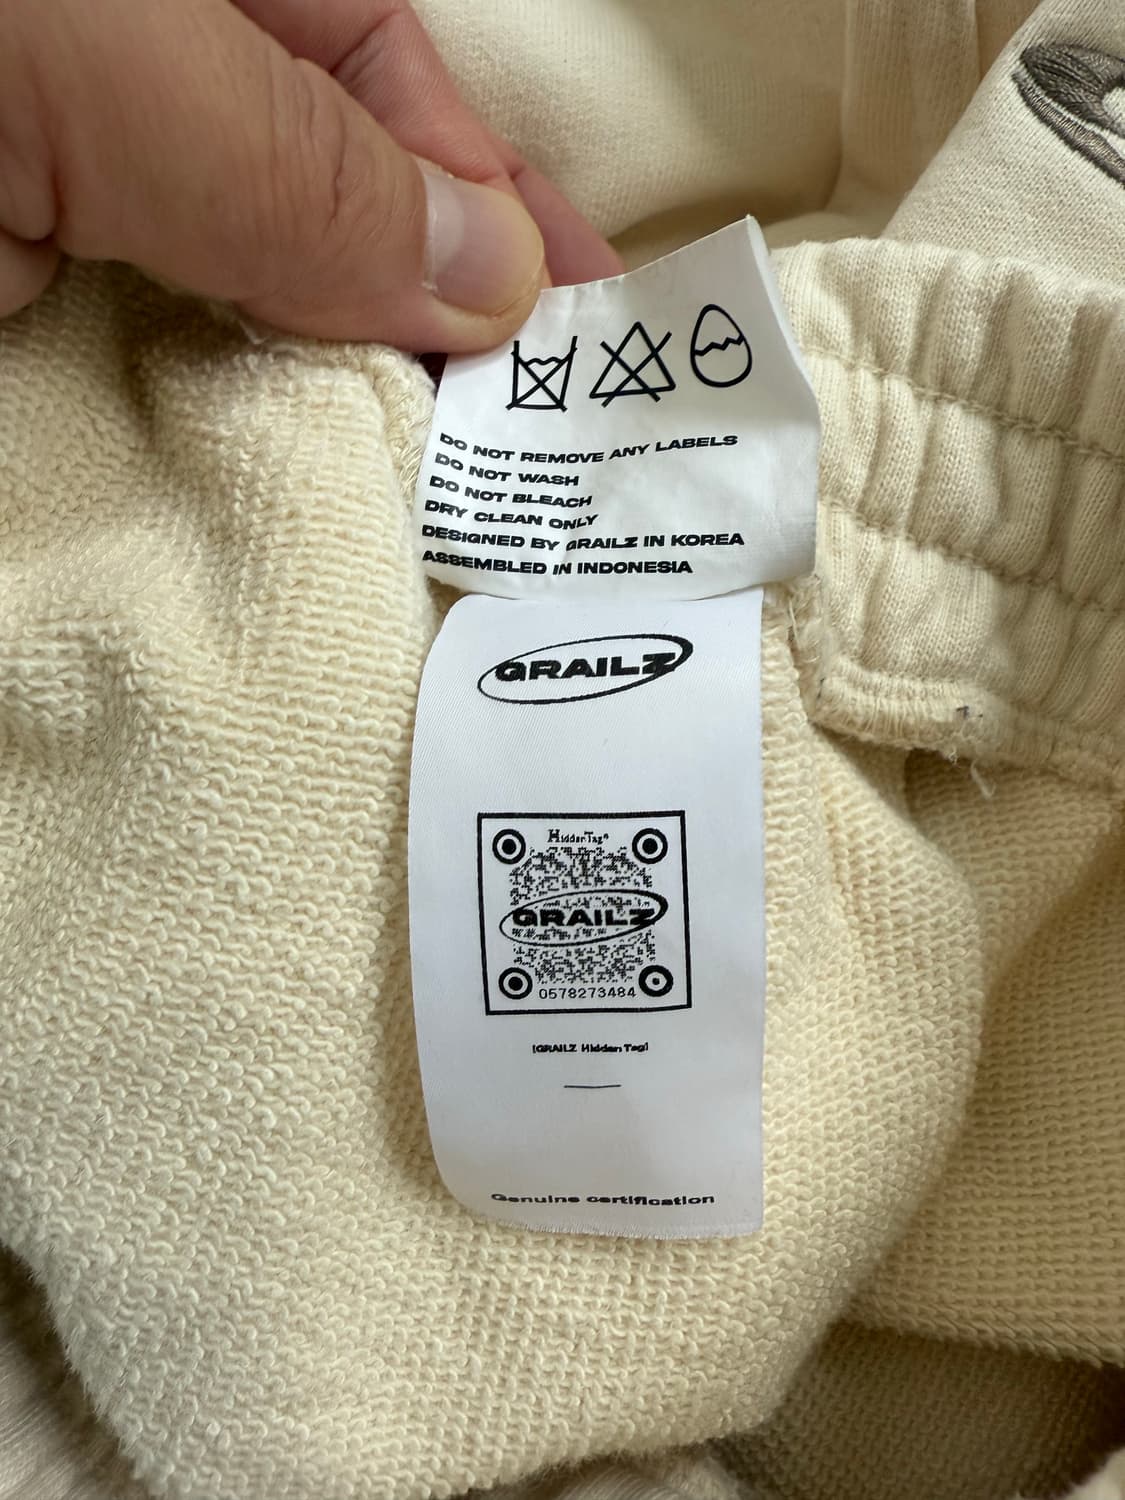 DO NOT REMOVE ANY LABELS
DO NOT WASH
DO NOT BLEACH
DRY CLEAN ONLY
DESIGNED BY GRAILZ IN KOREA
ASSEMBLED IN INDONESIA
GRAILZ
HiddenTag®
GRAILZ
0578273484
[GRAILZ Hidden Tag]
Genuine certification